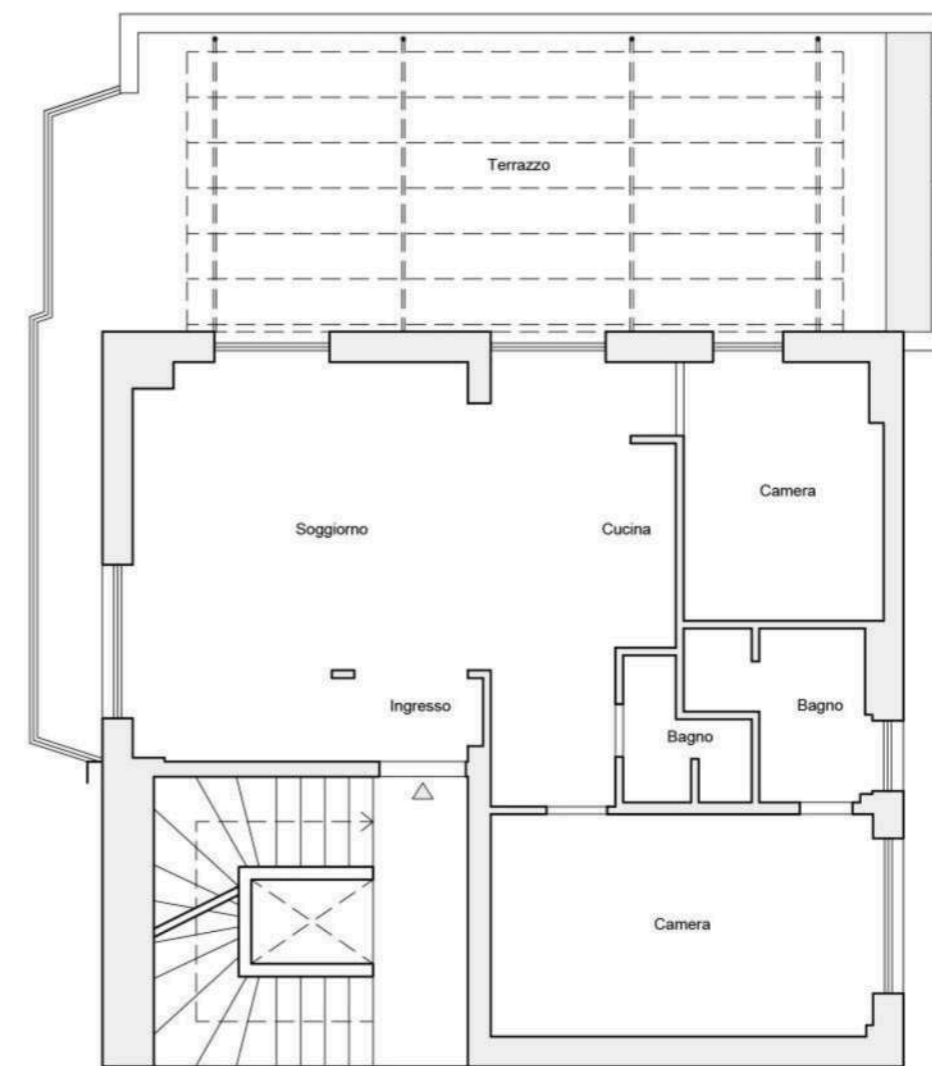 Terrazzo
Camera
Soggiorno
Cucina
Ingresso
Bagno
Bagno
Camera